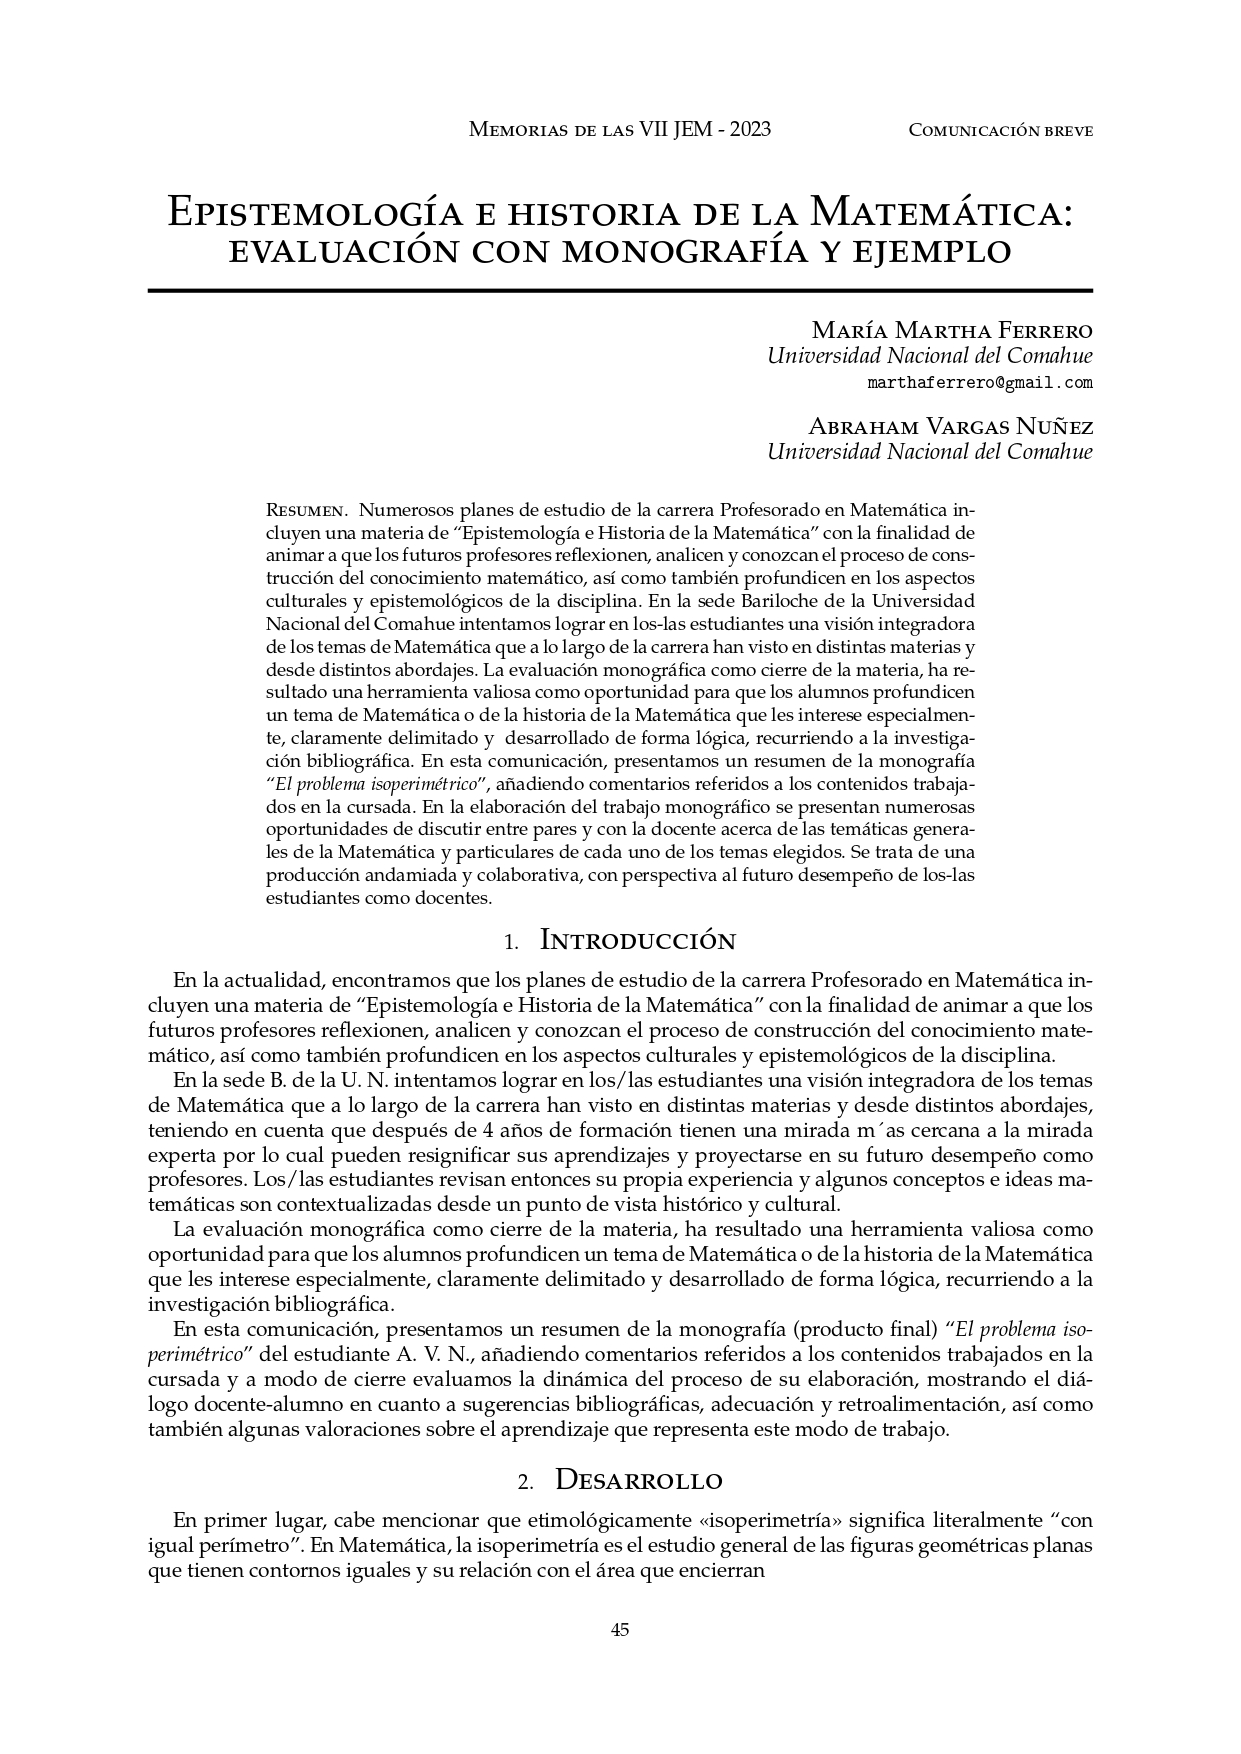 Memorias de las VII JEM - 2023 Comunicación breve
Epistemología e historia de la Matemática:
evaluación con monografía y ejemplo
María Martha Ferrero
Universidad Nacional del Comahue
marthaferrero@gmail.com
Abraham Vargas Nuñez
Universidad Nacional del Comahue
Resumen. Numerosos planes de estudio de la carrera Profesorado en Matemática in-
cluyen una materia de “Epistemología e Historia de la Matemática” con la finalidad de
animar a que los futuros profesores reflexionen, analicen y conozcan el proceso de cons-
trucción del conocimiento matemático, así como también profundicen en los aspectos
culturales y epistemológicos de la disciplina. En la sede Bariloche de la Universidad
Nacional del Comahue intentamos lograr en los-las estudiantes una visión integradora
de los temas de Matemática que a lo largo de la carrera han visto en distintas materias y
desde distintos abordajes. La evaluación monográfica como cierre de la materia, ha re-
sultado una herramienta valiosa como oportunidad para que los alumnos profundicen
un tema de Matemática o de la historia de la Matemática que les interese especialmen-
te, claramente delimitado y desarrollado de forma lógica, recurriendo a la investiga-
ción bibliográfica. En esta comunicación, presentamos un resumen de la monografía
“El problema isoperimétrico”, añadiendo comentarios referidos a los contenidos trabaja-
dos en la cursada. En la elaboración del trabajo monográfico se presentan numerosas
oportunidades de discutir entre pares y con la docente acerca de las temáticas genera-
les de la Matemática y particulares de cada uno de los temas elegidos. Se trata de una
producción andamiada y colaborativa, con perspectiva al futuro desempeño de los-las
estudiantes como docentes.
1. Introducción
En la actualidad, encontramos que los planes de estudio de la carrera Profesorado en Matemática in-
cluyen una materia de “Epistemología e Historia de la Matemática” con la finalidad de animar a que los
futuros profesores reflexionen, analicen y conozcan el proceso de construcción del conocimiento mate-
mático, así como también profundicen en los aspectos culturales y epistemológicos de la disciplina.
En la sede B. de la U. N. intentamos lograr en los/las estudiantes una visión integradora de los temas
de Matemática que a lo largo de la carrera han visto en distintas materias y desde distintos abordajes,
teniendo en cuenta que después de 4 años de formación tienen una mirada m´as cercana a la mirada
experta por lo cual pueden resignificar sus aprendizajes y proyectarse en su futuro desempeño como
profesores. Los/las estudiantes revisan entonces su propia experiencia y algunos conceptos e ideas ma-
temáticas son contextualizadas desde un punto de vista histórico y cultural.
La evaluación monográfica como cierre de la materia, ha resultado una herramienta valiosa como
oportunidad para que los alumnos profundicen un tema de Matemática o de la historia de la Matemática
que les interese especialmente, claramente delimitado y desarrollado de forma lógica, recurriendo a la
investigación bibliográfica.
En esta comunicación, presentamos un resumen de la monografía (producto final) “El problema iso-
perimétrico” del estudiante A. V. N., añadiendo comentarios referidos a los contenidos trabajados en la
cursada y a modo de cierre evaluamos la dinámica del proceso de su elaboración, mostrando el diá-
logo docente-alumno en cuanto a sugerencias bibliográficas, adecuación y retroalimentación, así como
también algunas valoraciones sobre el aprendizaje que representa este modo de trabajo.
2. Desarrollo
En primer lugar, cabe mencionar que etimológicamente «isoperimetría» significa literalmente “con
igual perímetro”. En Matemática, la isoperimetría es el estudio general de las figuras geométricas planas
que tienen contornos iguales y su relación con el área que encierran
45